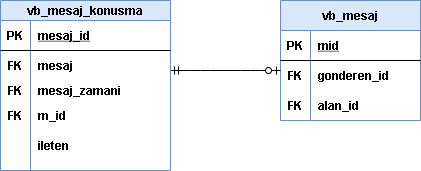 vb_mesaj_konusma
PK mesaj_id
FK mesaj
FK mesaj_zamani
FK m_id
ileten
vb_mesaj
PK mid
FK gonderen_id
FK alan_id